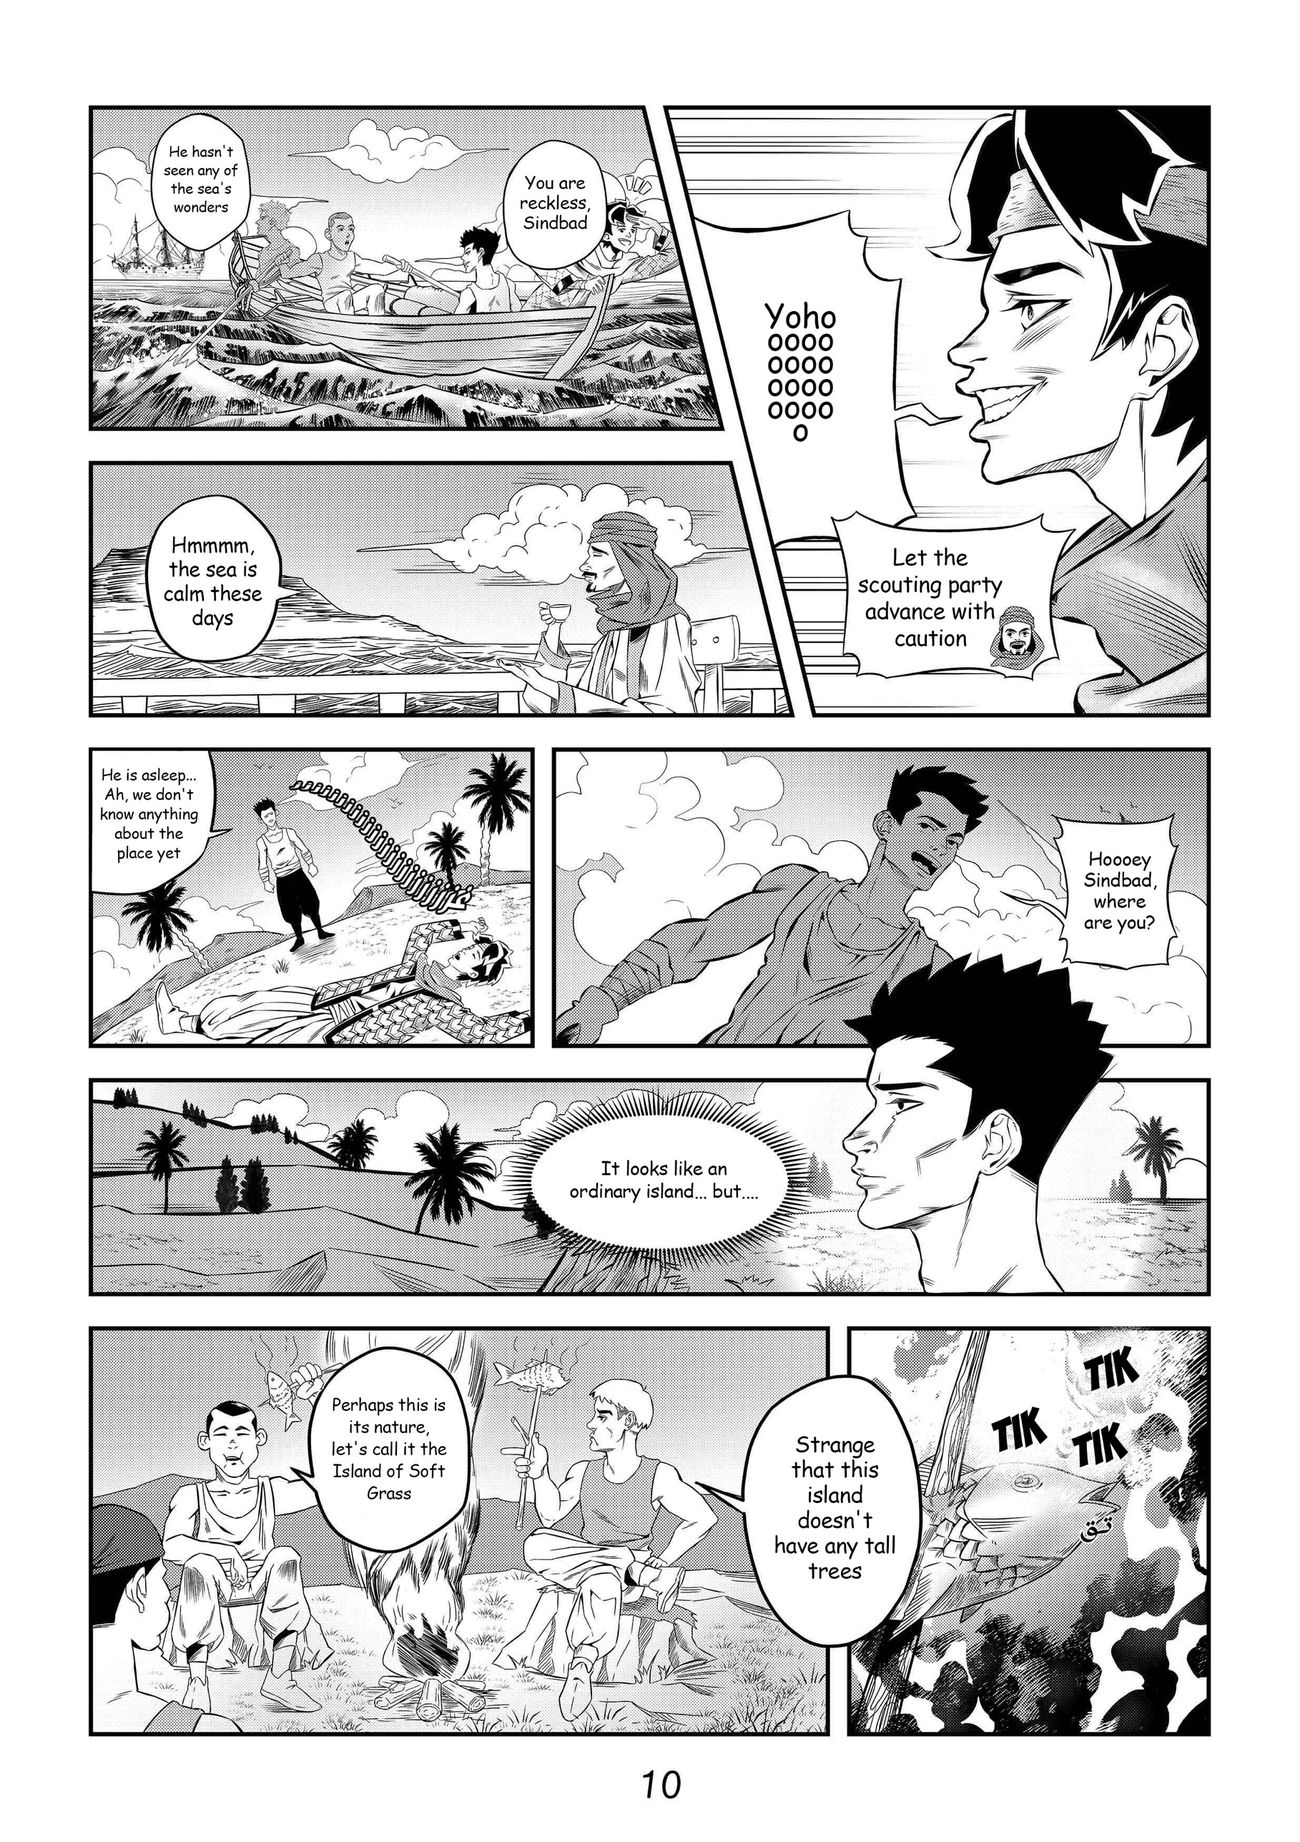 Yoho
oooo
oooo
oooo
oooo
o
Let the
scouting party
advance with
caution
You are
reckless,
Sindbad
He hasn't
seen any of
the sea's
wonders
Hmmmm,
the sea is
calm these
days
Hoooey
Sindbad,
where
are you?
He is asleep...
Ah, we don't
know anything
about the
place yet
It looks like an
ordinary island... but....
TIK
TIK
TIK
تق
Strange
that this
island
doesn't
have any tall
trees
Perhaps this is
its nature,
let's call it the
Island of Soft
Grass
10